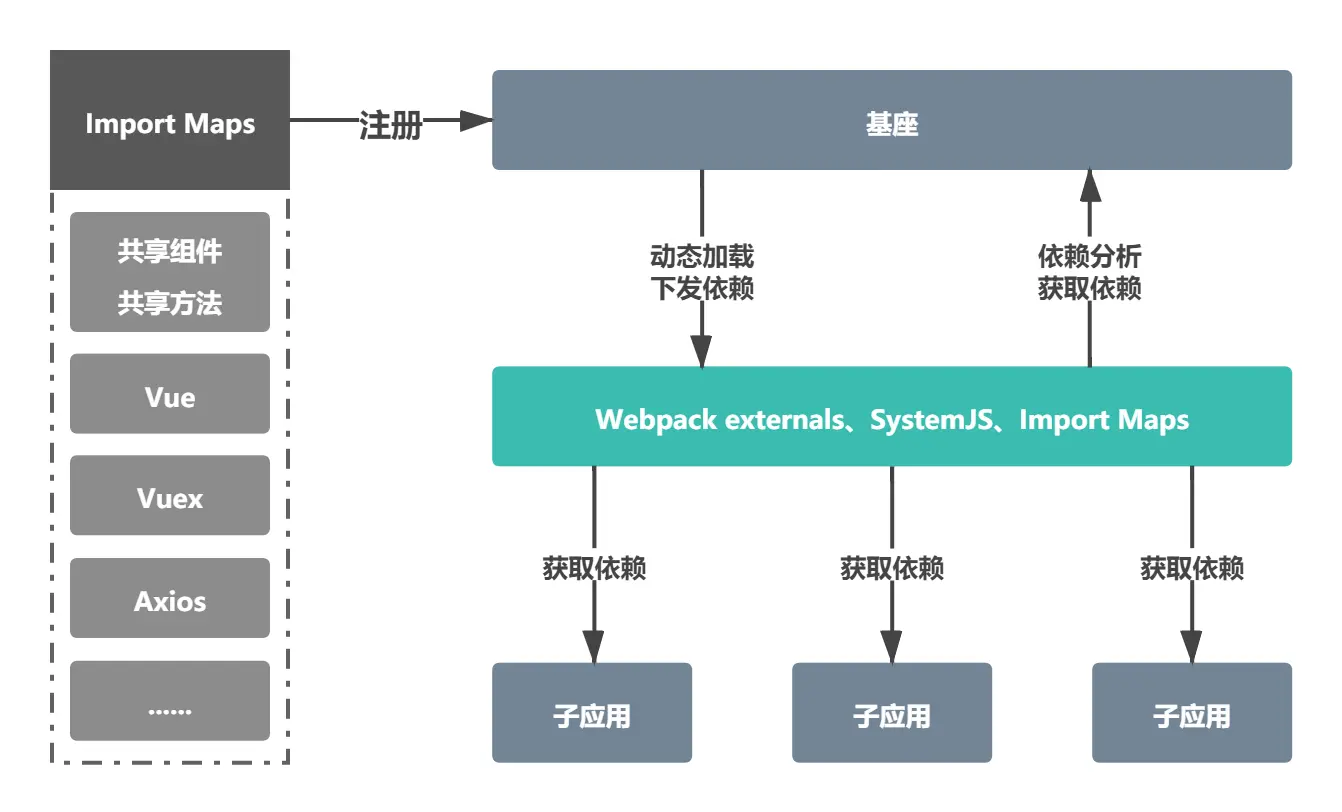 Import Maps
注册
基座
共享组件
共享方法
Vue
Vuex
Axios
......
动态加载
下发依赖
依赖分析
获取依赖
Webpack externals、SystemJS、Import Maps
获取依赖
获取依赖
获取依赖
子应用
子应用
子应用